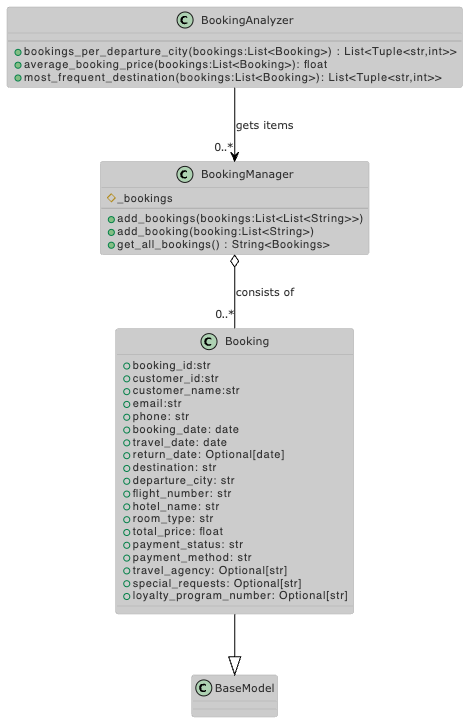 C BookingAnalyzer
bookings_per_departure_city(bookings:List<Booking>) : List<Tuple<str,int>>
average_booking_price(bookings:List<Booking>): float
most_frequent_destination(bookings:List<Booking>): List<Tuple<str,int>>
gets items
0..*
C BookingManager
_bookings
add_bookings(bookings:List<List<String>>)
add_booking(booking:List<String>)
get_all_bookings() : String<Bookings>
consists of
0..*
C Booking
booking_id:str
customer_id:str
customer_name:str
email:str
phone: str
booking_date: date
travel_date: date
return_date: Optional[date]
destination: str
departure_city: str
flight_number: str
hotel_name: str
room_type: str
total_price: float
payment_status: str
payment_method: str
travel_agency: Optional[str]
special_requests: Optional[str]
loyalty_program_number: Optional[str]
C BaseModel